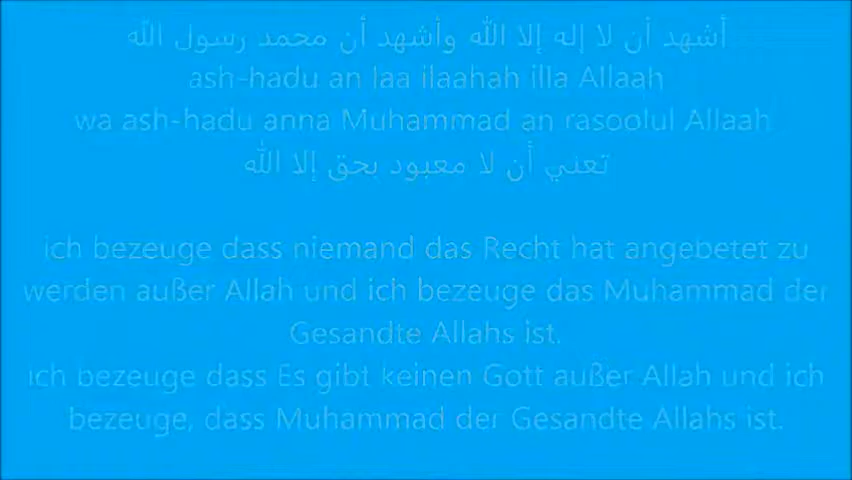 أشهد أن لا إله إلا الله وأشهد أن محمد رسول الله
ash-hadu an laa ilaahah illa Allaah
wa ash-hadu anna Muhammad an rasoolul Allaah
تعني أن لا معبود بحق إلا الله
ich bezeuge dass niemand das Recht hat angebetet zu
werden außer Allah und ich bezeuge das Muhammad der
Gesandte Allahs ist.
ich bezeuge dass Es gibt keinen Gott außer Allah und ich
bezeuge, dass Muhammad der Gesandte Allahs ist.